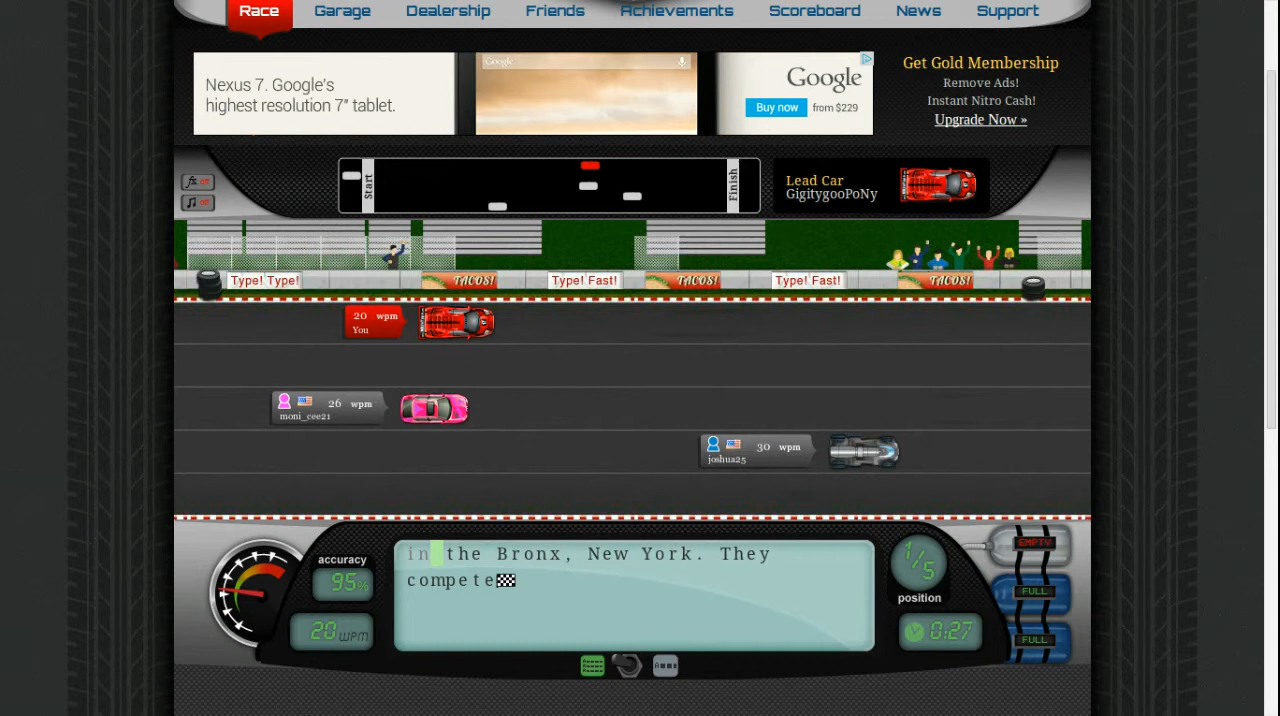 Race Garage Dealership Friends Achievements Scoreboard News Support
Nexus 7. Google's
highest resolution 7" tablet.
Google
Google
Buy now from $229
Get Gold Membership
Remove Ads!
Instant Nitro Cash!
Upgrade Now »
fx off
off
Start
Finish
Lead Car
GigitygooPoNy
Type! Type! TACOS! Type! Fast! TACOS! Type! Fast! TACOS!
20 wpm
You
26 wpm
moni_cee21
30 wpm
joshua25
accuracy
95%
20 WPM
in the Bronx, New York. They
compete
1/5
position
0:27
EMPTY
FULL
FULL